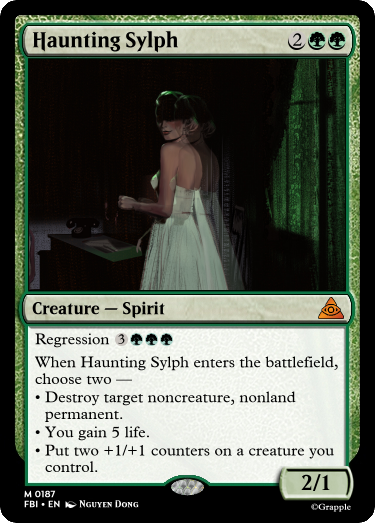 Haunting Sylph 2
Creature — Spirit
Regression 3
When Haunting Sylph enters the battlefield,
choose two —
• Destroy target noncreature, nonland
permanent.
• You gain 5 life.
• Put two +1/+1 counters on a creature you
control.
2/1
M 0187
FBI • EN Nguyen Dong
©Grapple